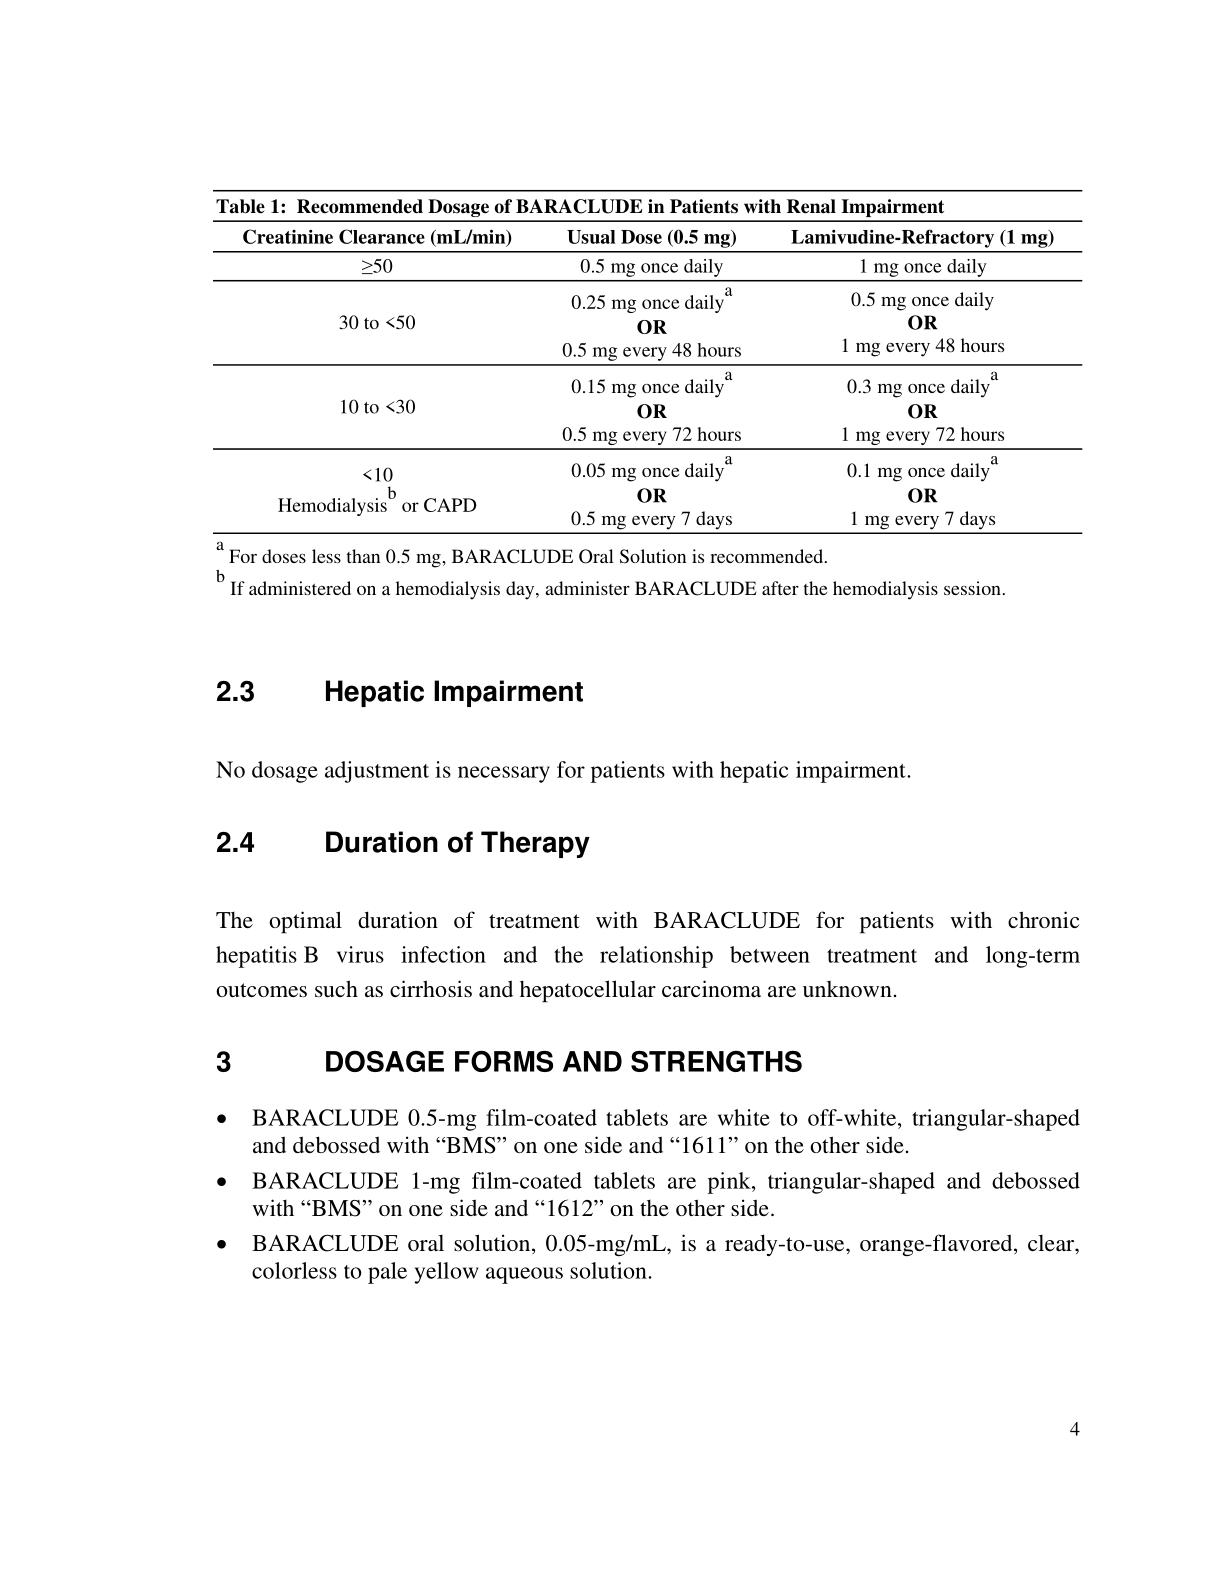 Table 1: Recommended Dosage of BARACLUDE in Patients with Renal Impairment
Creatinine Clearance (mL/min) Usual Dose (0.5 mg) Lamivudine-Refractory (1 mg)
≥50 0.5 mg once daily 1 mg once daily
30 to <50
0.25 mg once dailyᵃ
OR
0.5 mg every 48 hours
0.5 mg once daily
OR
1 mg every 48 hours
10 to <30
0.15 mg once dailyᵃ
OR
0.5 mg every 72 hours
0.3 mg once dailyᵃ
OR
1 mg every 72 hours
<10
Hemodialysisᵇ or CAPD
0.05 mg once dailyᵃ
OR
0.5 mg every 7 days
0.1 mg once dailyᵃ
OR
1 mg every 7 days
ᵃ For doses less than 0.5 mg, BARACLUDE Oral Solution is recommended.
ᵇ If administered on a hemodialysis day, administer BARACLUDE after the hemodialysis session.
2.3 Hepatic Impairment
No dosage adjustment is necessary for patients with hepatic impairment.
2.4 Duration of Therapy
The optimal duration of treatment with BARACLUDE for patients with chronic
hepatitis B virus infection and the relationship between treatment and long-term
outcomes such as cirrhosis and hepatocellular carcinoma are unknown.
3 DOSAGE FORMS AND STRENGTHS
• BARACLUDE 0.5-mg film-coated tablets are white to off-white, triangular-shaped
and debossed with “BMS” on one side and “1611” on the other side.
• BARACLUDE 1-mg film-coated tablets are pink, triangular-shaped and debossed
with “BMS” on one side and “1612” on the other side.
• BARACLUDE oral solution, 0.05-mg/mL, is a ready-to-use, orange-flavored, clear,
colorless to pale yellow aqueous solution.
4